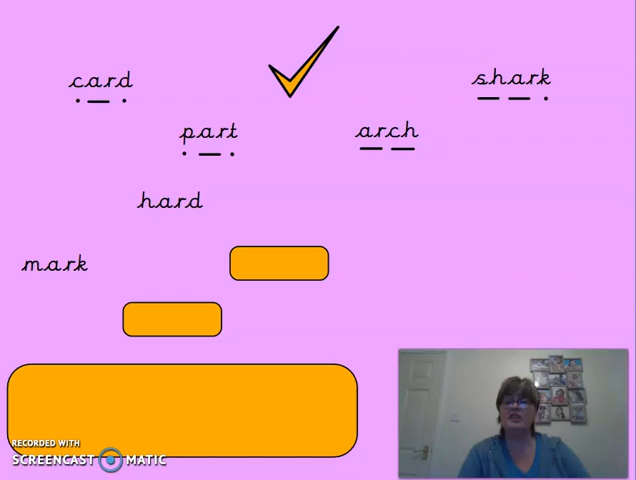 card
shark
part
arch
hard
mark
RECORDED WITH
SCREENCAST MATIC